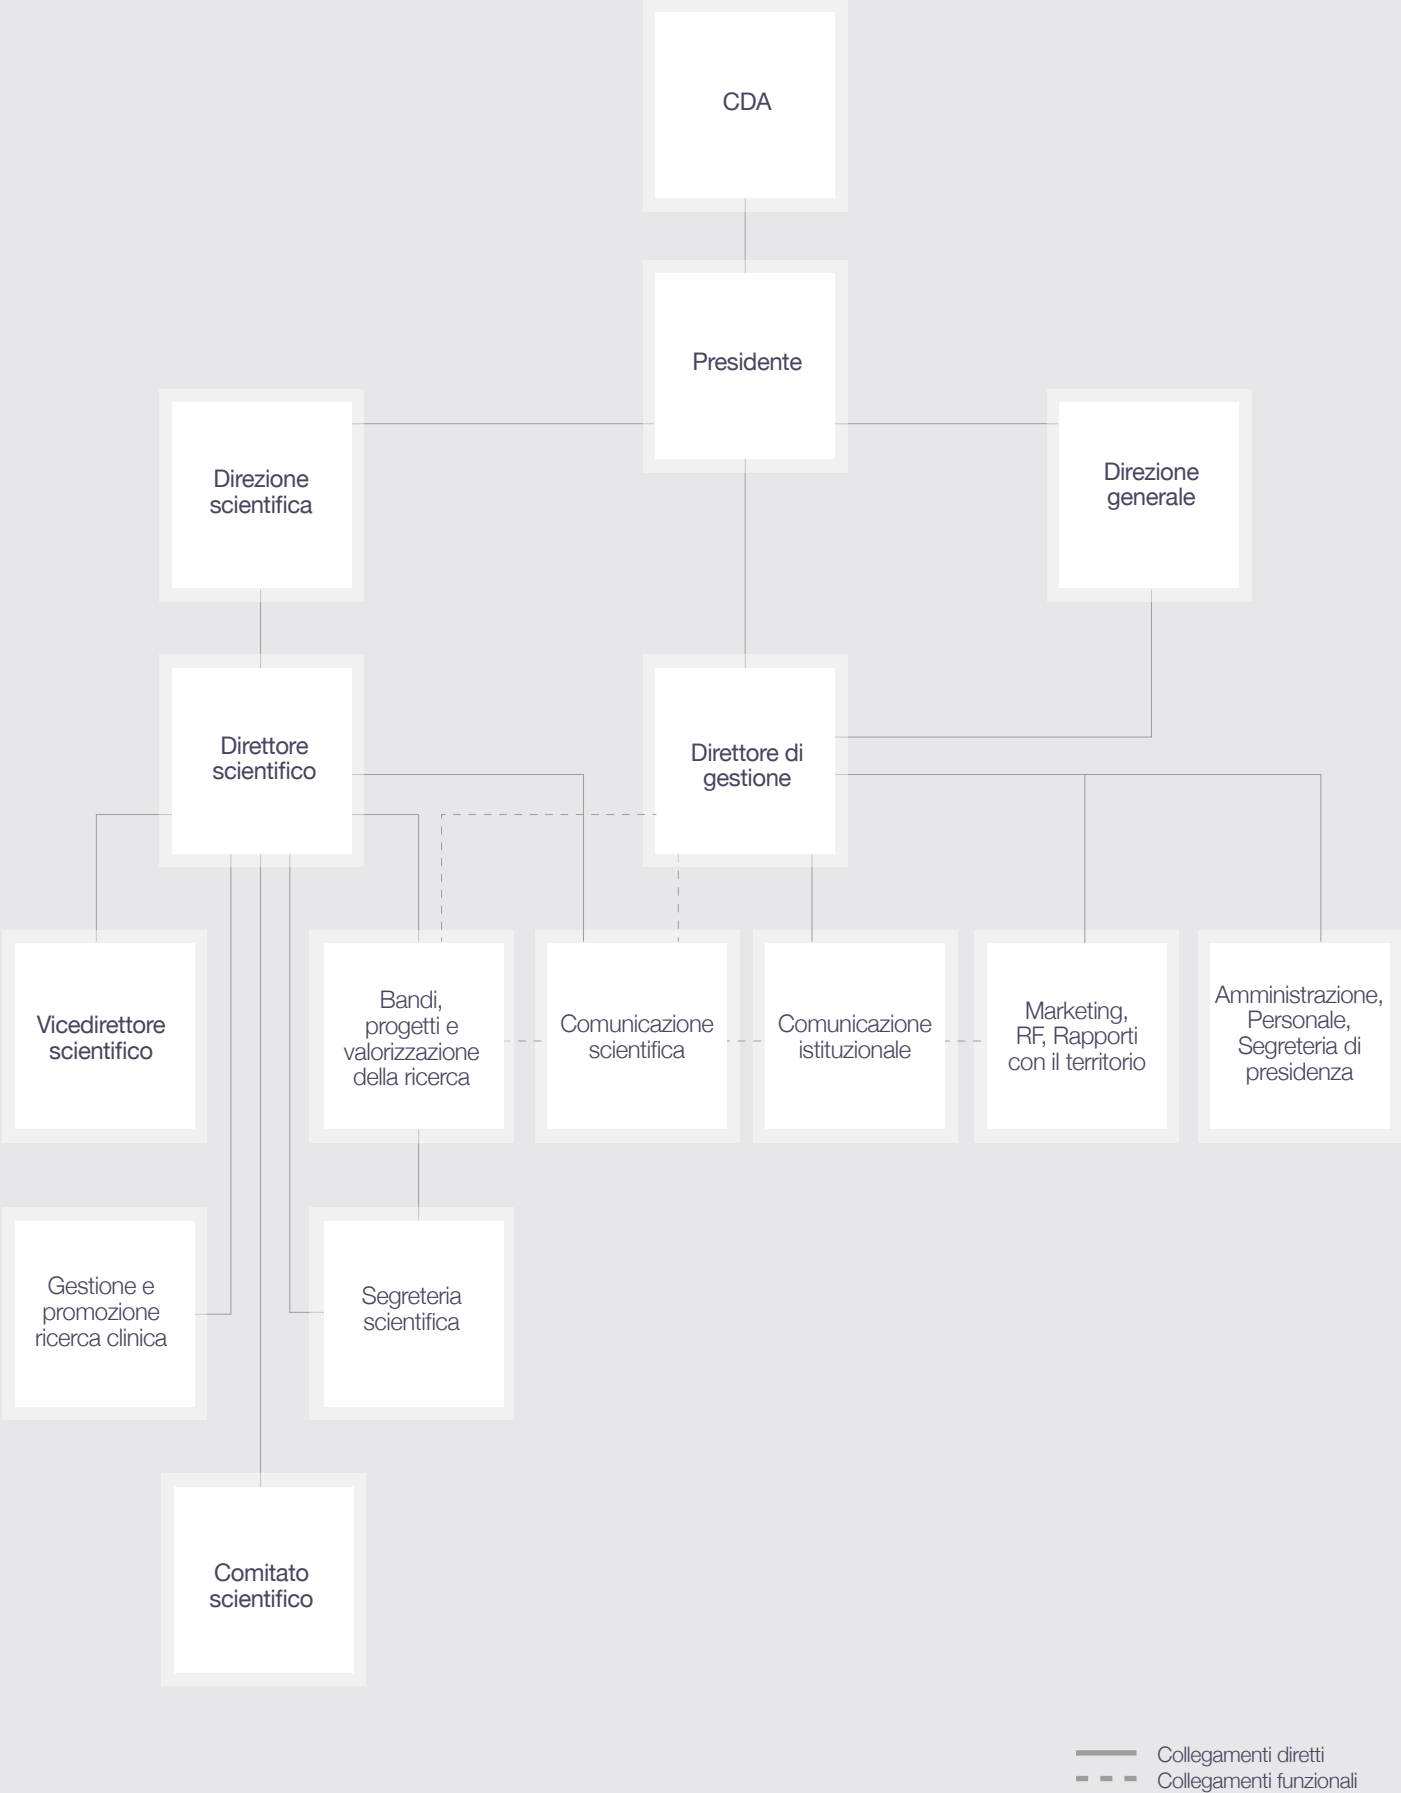 CDA
Presidente
Direzione
scientifica
Direzione
generale
Direttore
scientifico
Direttore di
gestione
Vicedirettore
scientifico
Bandi,
progetti e
valorizzazione
della ricerca
Comunicazione
scientifica
Comunicazione
istituzionale
Marketing,
RF, Rapporti
con il territorio
Amministrazione,
Personale,
Segreteria di
presidenza
Gestione e
promozione
ricerca clinica
Segreteria
scientifica
Comitato
scientifico
Collegamenti diretti
Collegamenti funzionali